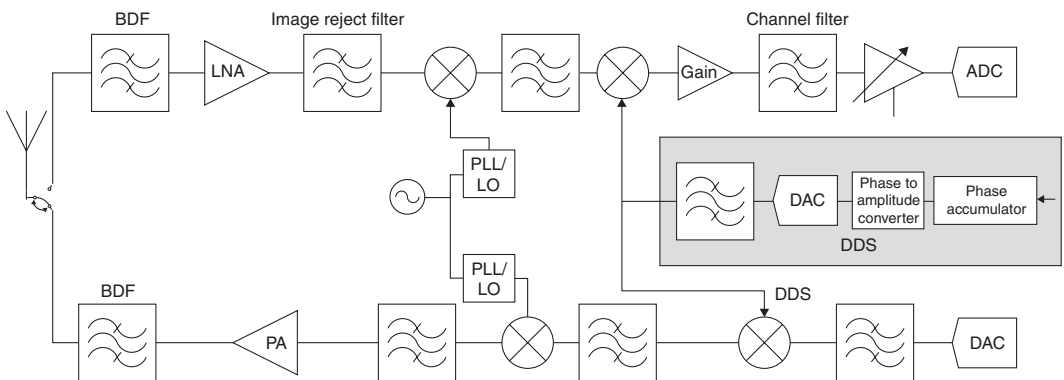 BDF
Image reject filter
Channel filter
LNA
Gain
ADC
PLL/
LO
DAC
Phase to
amplitude
converter
Phase
accumulator
DDS
PLL/
LO
BDF
DDS
PA
DAC